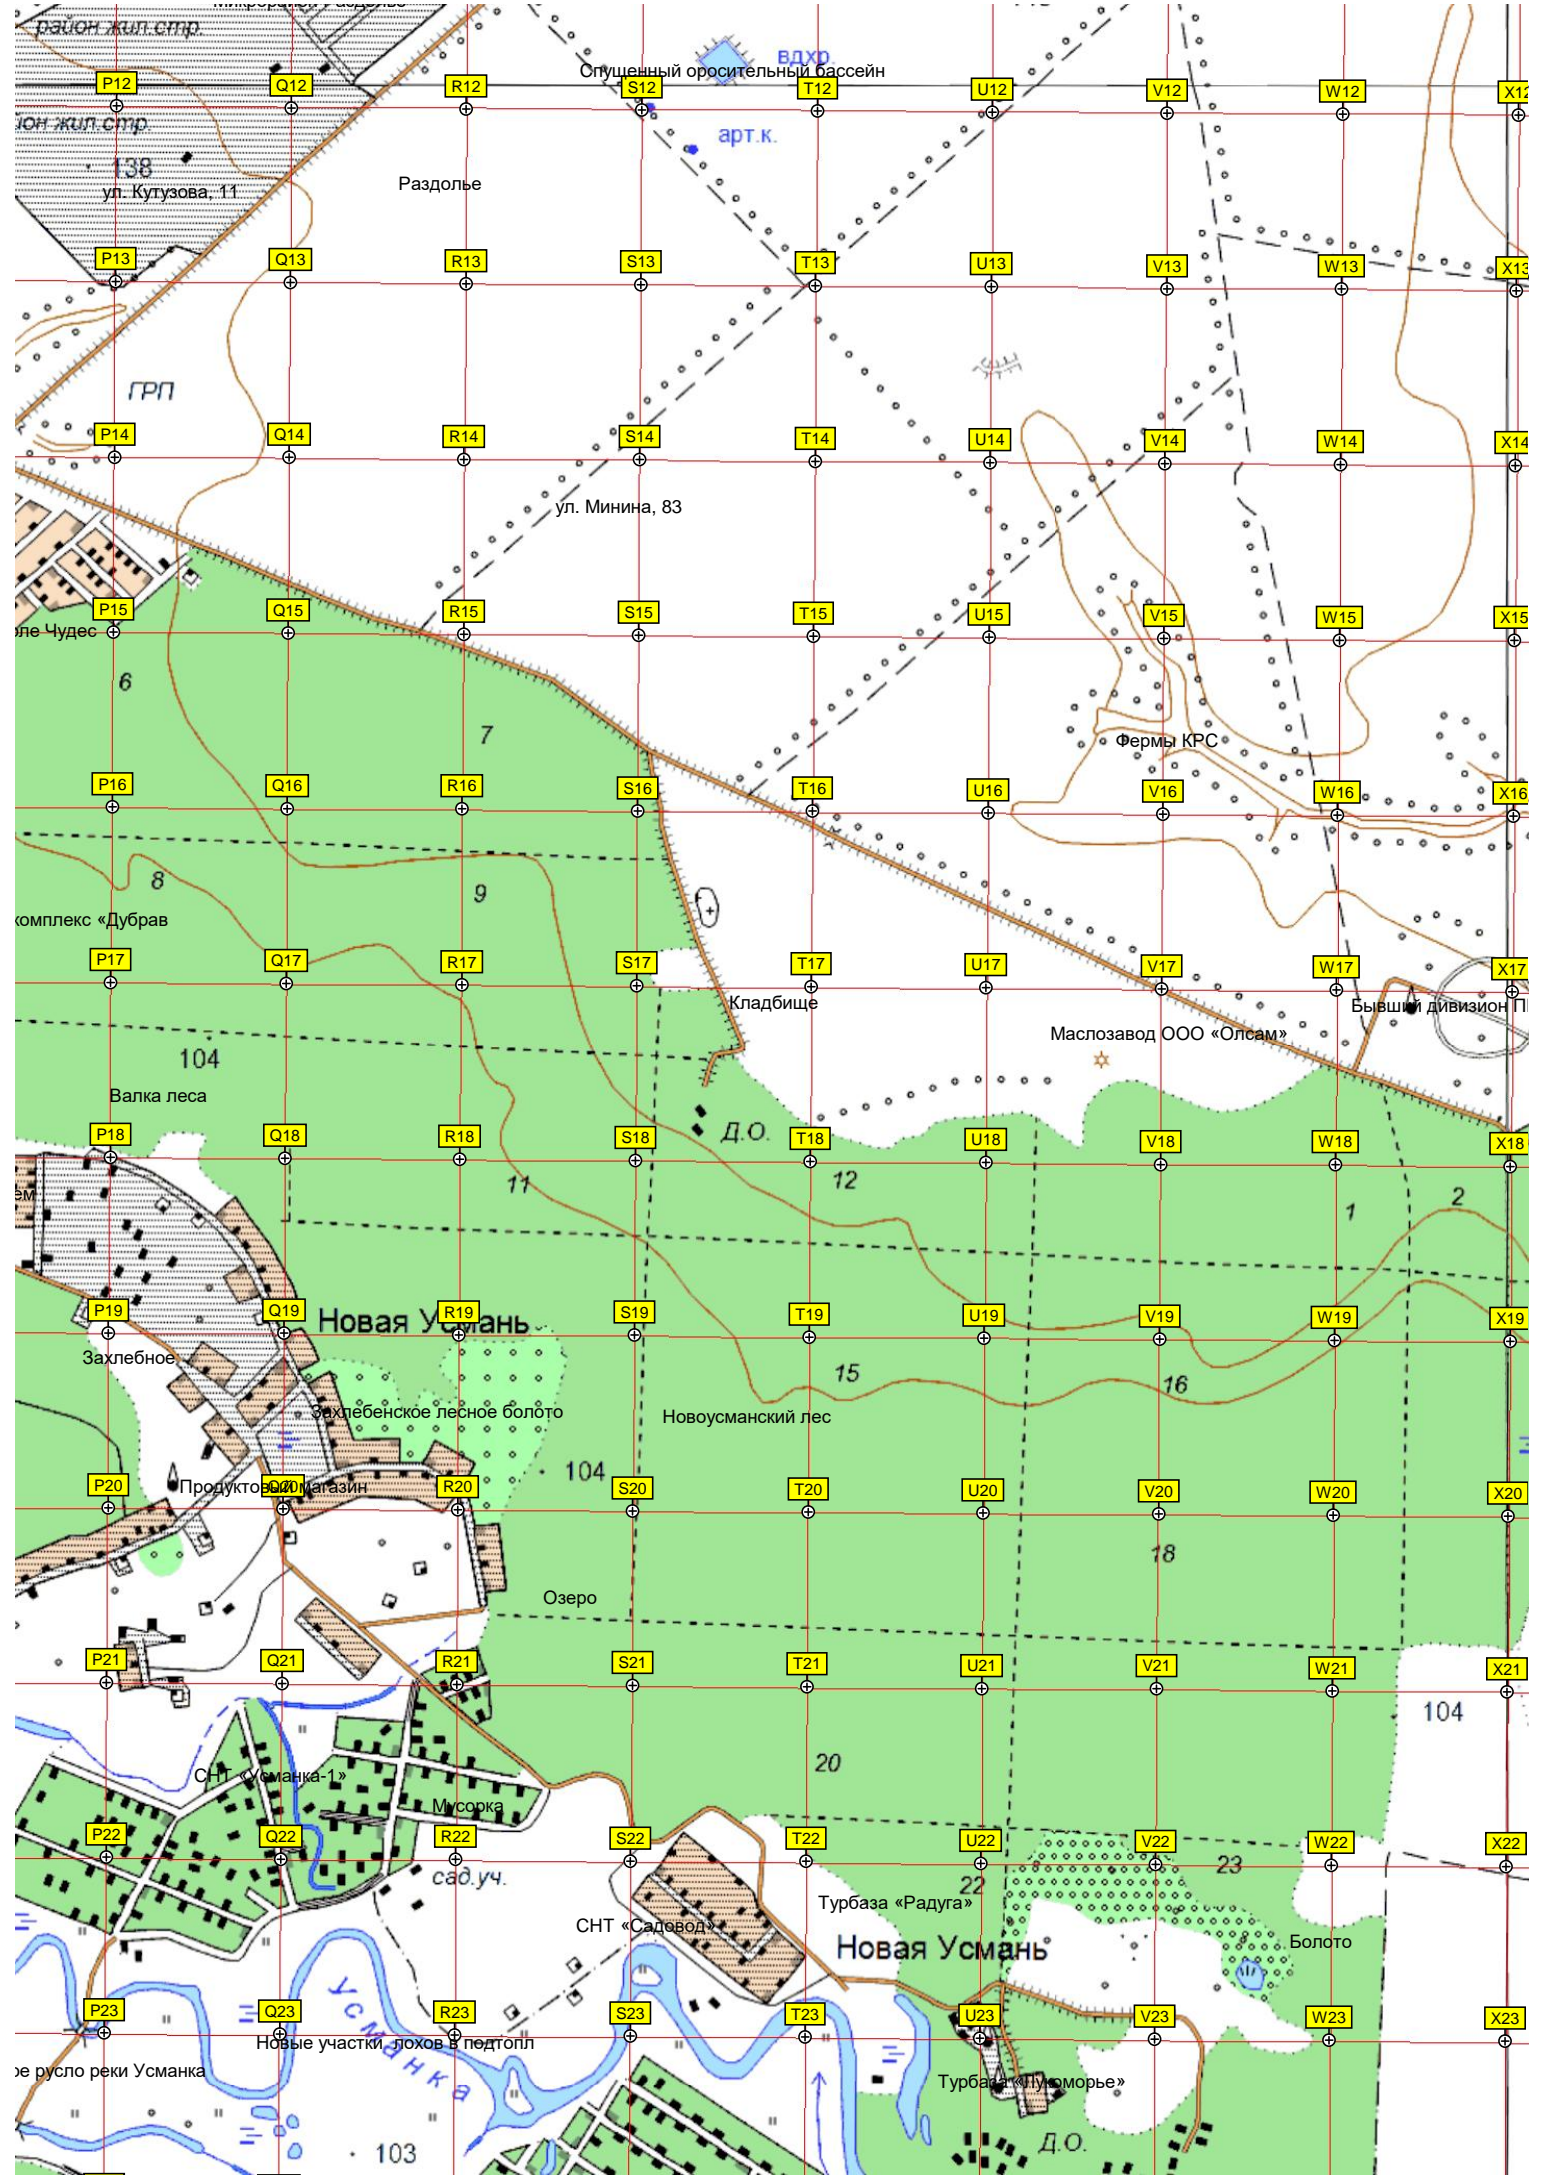 район жил.стр.
вдхр.
Спущенный оросительный бассейн
P12 Q12 R12 S12 T12 U12 V12 W12 X12
жил.стр.
арт.к.
138
ул. Кутузова, 11
Раздолье
P13 Q13 R13 S13 T13 U13 V13 W13 X13
ГРП
P14 Q14 R14 S14 T14 U14 V14 W14 X14
ул. Минина, 83
P15 Q15 R15 S15 T15 U15 V15 W15 X15
Чудес
6
7
Фермы КРС
P16 Q16 R16 S16 T16 U16 V16 W16 X16
8
9
комплекс «Дубрав
P17 Q17 R17 S17 T17 U17 V17 W17 X17
Кладбище
Бывший дивизион
Маслозавод ООО «Олсам»
104
Валка леса
P18 Q18 R18 S18 T18 U18 V18 W18 X18
Д.О.
11
12
1
2
P19 Q19 R19 S19 T19 U19 V19 W19 X19
Новая Усмань
Захлебное
15
16
Захлебенское лесное болото
Новоусманский лес
104
P20 Q20 R20 S20 T20 U20 V20 W20 X20
Продуктовый магазин
18
Озеро
P21 Q21 R21 S21 T21 U21 V21 W21 X21
104
20
СНТ «Усманка-1»
Мусорка
P22 Q22 R22 S22 T22 U22 V22 W22 X22
сад.уч.
22
23
Турбаза «Радуга»
СНТ «Садовод»
Новая Усмань
Болото
P23 Q23 R23 S23 T23 U23 V23 W23 X23
Усманка
Новые участки лохов в подтопл
русло реки Усманка
Турбаза «Лукоморье»
103
Д.О.